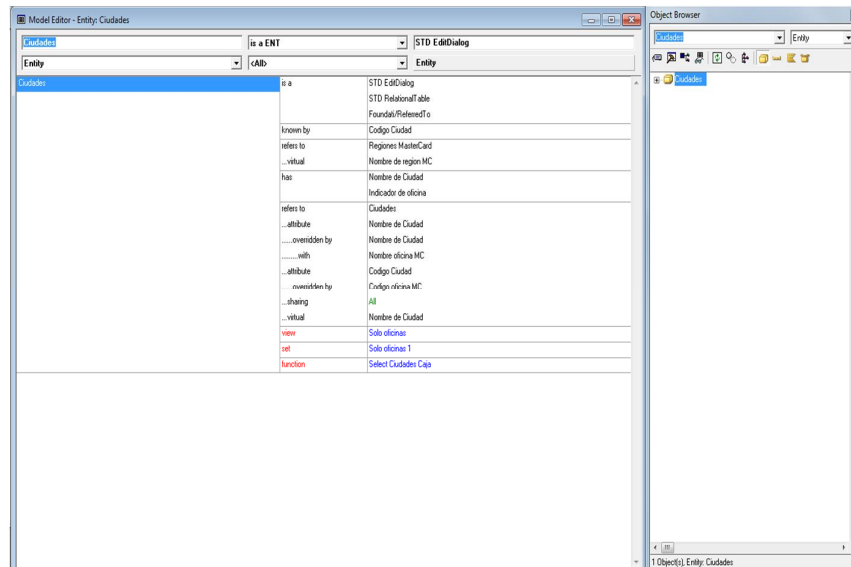 Model Editor - Entity: Ciudades
Ciudades is a ENT STD EditDialog
Entity <All> Entity
Ciudades is a STD EditDialog
STD RelationalTable
Foundati/ReferredTo
known by Codigo Ciudad
refers to Regiones MasterCard
...virtual Nombre de region MC
has Nombre de Ciudad
Indicador de oficina
refers to Ciudades
...attribute Nombre de Ciudad
......overridden by Nombre de Ciudad
.........with Nombre oficina MC
...attribute Codigo Ciudad
......overridden by Codigo oficina MC
...sharing All
...virtual Nombre de Ciudad
view Solo oficinas
set Solo oficinas 1
function Select Ciudades Caja
Object Browser
Ciudades Entity
Ciudades
1 Object(s), Entity: Ciudades